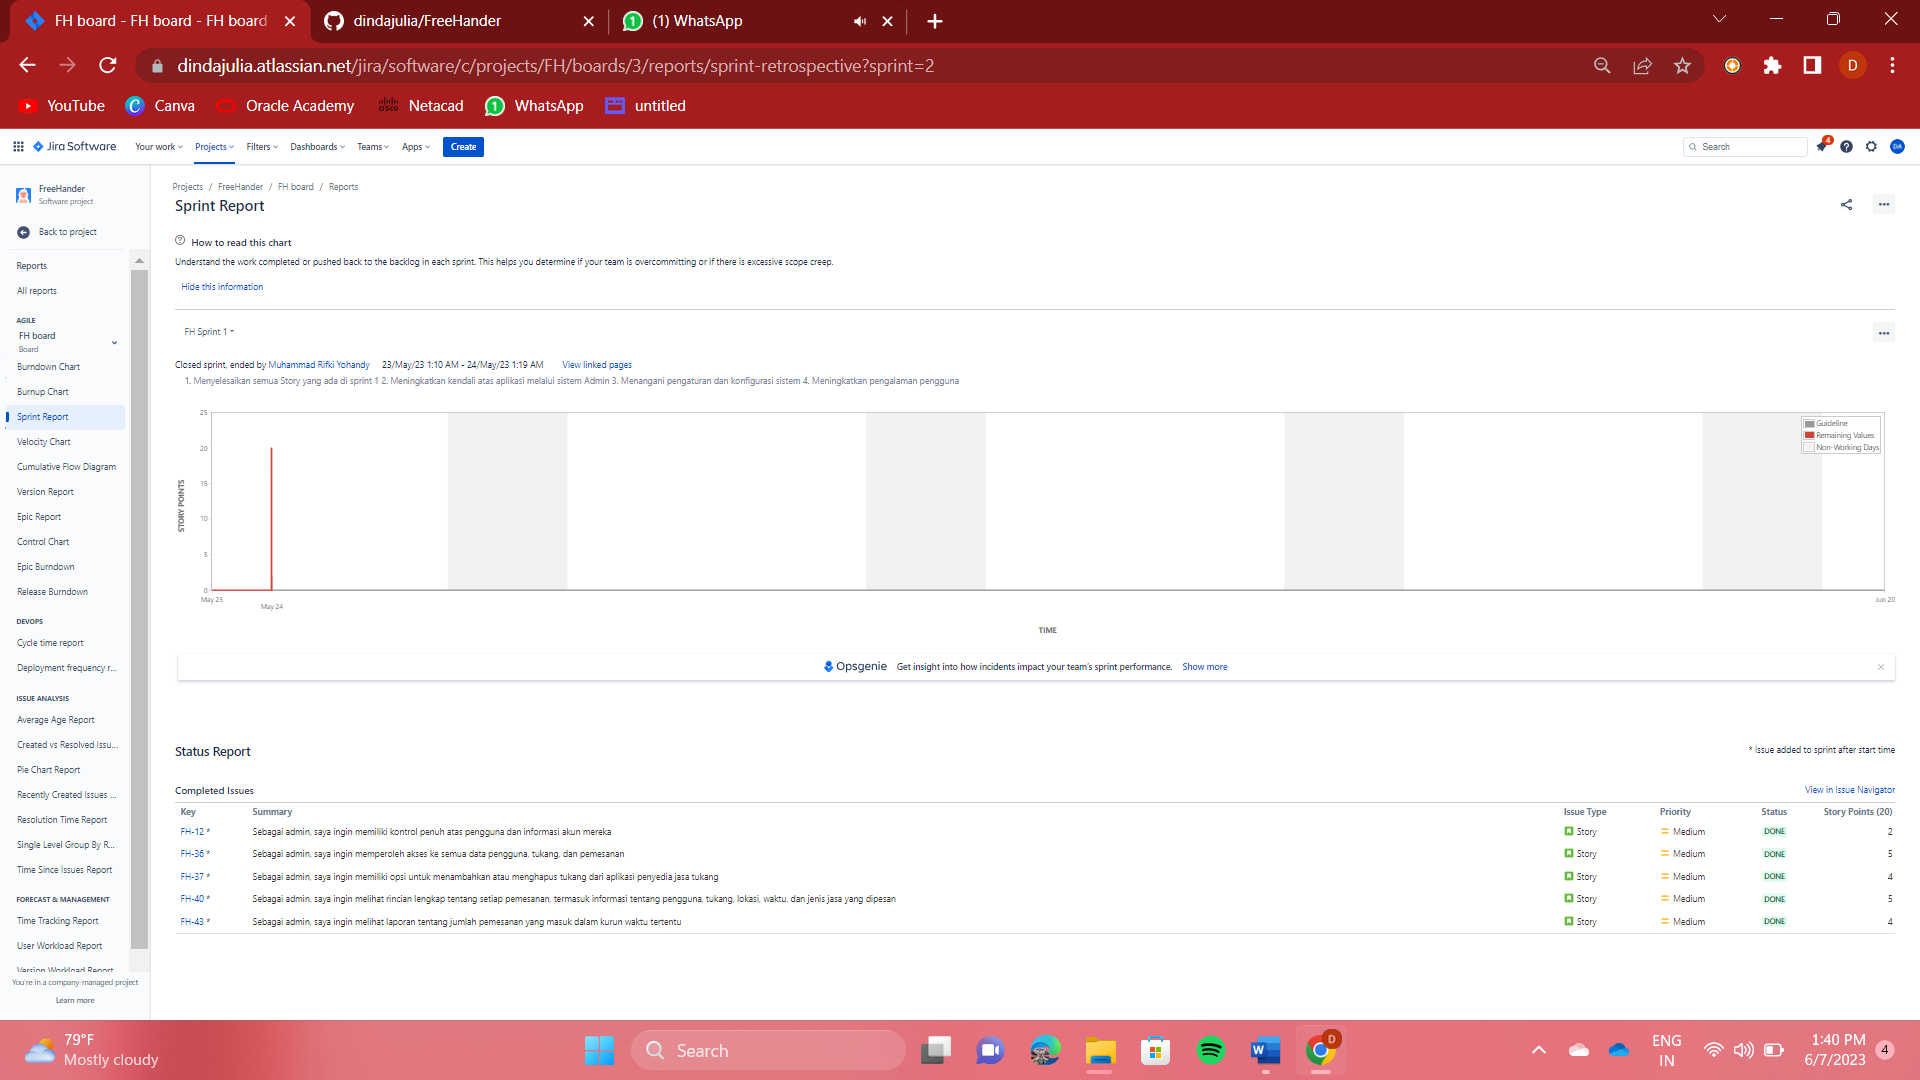 FH board - FH board - FH board
dindajulia/FreeHander
(1) WhatsApp
dindajulia.atlassian.net/jira/software/c/projects/FH/boards/3/reports/sprint-retrospective?sprint=2
D
YouTube
Canva
Oracle Academy
Netacad
WhatsApp
untitled
Jira Software
Your work
Projects
Filters
Dashboards
Teams
Apps
Create
Search
4
DA
FreeHander
Software project
Back to project
Reports
All reports
AGILE
FH board
Board
Burndown Chart
Burnup Chart
Sprint Report
Velocity Chart
Cumulative Flow Diagram
Version Report
Epic Report
Control Chart
Epic Burndown
Release Burndown
DEVOPS
Cycle time report
Deployment frequency r...
ISSUE ANALYSIS
Average Age Report
Created vs Resolved Issu...
Pie Chart Report
Recently Created Issues ...
Resolution Time Report
Single Level Group By R...
Time Since Issues Report
FORECAST & MANAGEMENT
Time Tracking Report
User Workload Report
Version Workload Report
You're in a company-managed project
Learn more
Projects / FreeHander / FH board / Reports
Sprint Report
How to read this chart
Understand the work completed or pushed back to the backlog in each sprint. This helps you determine if your team is overcommitting or if there is excessive scope creep.
Hide this information
FH Sprint 1
Closed sprint, ended by Muhammad Rifki Yohandy 23/May/23 1:10 AM - 24/May/23 1:19 AM View linked pages
1. Menyelesaikan semua Story yang ada di sprint 1 2. Meningkatkan kendali atas aplikasi melalui sistem Admin 3. Menangani pengaturan dan konfigurasi sistem 4. Meningkatkan pengalaman pengguna
25
20
15
10
5
0
STORY POINTS
Guideline
Remaining Values
Non-Working Days
May 23
May 24
Jun 20
TIME
Opsgenie Get insight into how incidents impact your team's sprint performance. Show more
Status Report
* Issue added to sprint after start time
Completed Issues
View in Issue Navigator
Key Summary Issue Type Priority Status Story Points (20)
FH-12 * Sebagai admin, saya ingin memiliki kontrol penuh atas pengguna dan informasi akun mereka Story Medium DONE 2
FH-36 * Sebagai admin, saya ingin memperoleh akses ke semua data pengguna, tukang, dan pemesanan Story Medium DONE 5
FH-37 * Sebagai admin, saya ingin memiliki opsi untuk menambahkan atau menghapus tukang dari aplikasi penyedia jasa tukang Story Medium DONE 4
FH-40 * Sebagai admin, saya ingin melihat rincian lengkap tentang setiap pemesanan, termasuk informasi tentang pengguna, tukang, lokasi, waktu, dan jenis jasa yang dipesan Story Medium DONE 5
FH-43 * Sebagai admin, saya ingin melihat laporan tentang jumlah pemesanan yang masuk dalam kurun waktu tertentu Story Medium DONE 4
79°F
Mostly cloudy
Search
D
ENG
IN
1:40 PM
6/7/2023
4